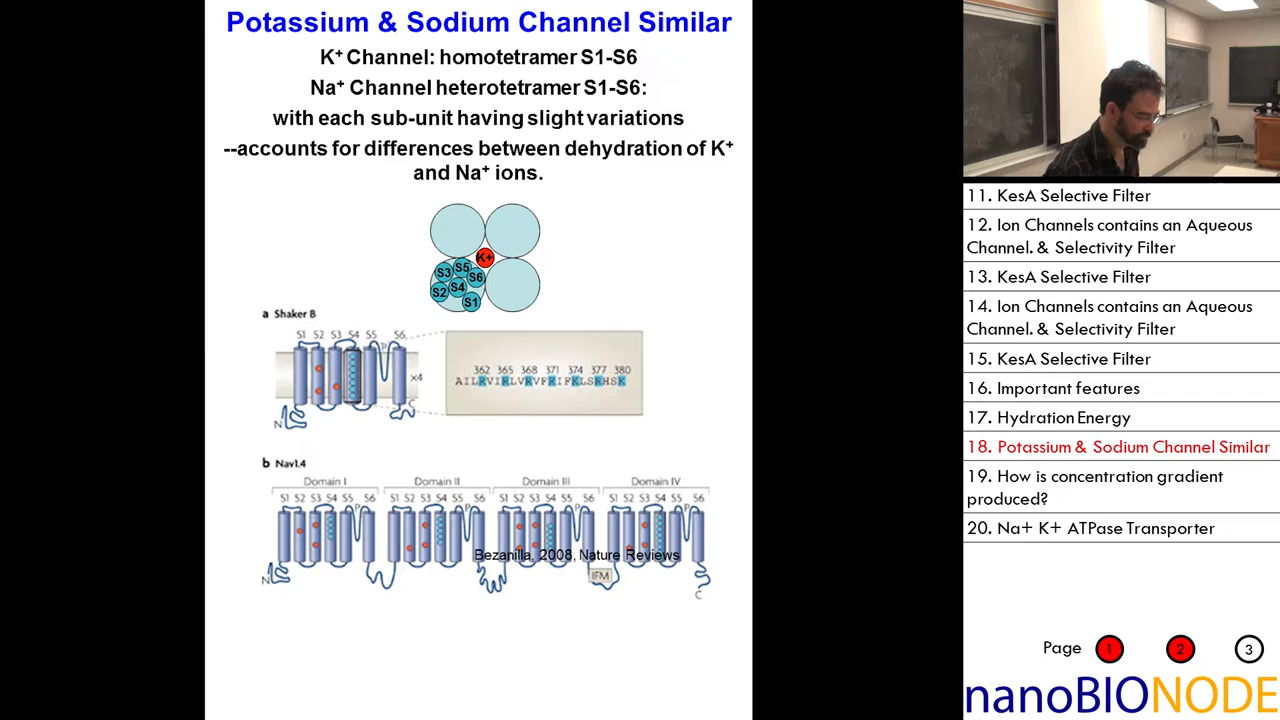 Potassium & Sodium Channel Similar
K+ Channel: homotetramer S1-S6
Na+ Channel heterotetramer S1-S6:
with each sub-unit having slight variations
--accounts for differences between dehydration of K+
and Na+ ions.
K+
S3 S5
S6
S2 S4
S1
a Shaker B
S1 S2 S3 S4 S5 S6
P
x4
N
C
362 365 368 371 374 377 380
AILRVIRLVRVFRIFKLSRHSK
b Nav1.4
Domain I Domain II Domain III Domain IV
S1 S2 S3 S4 S5 S6 S1 S2 S3 S4 S5 S6 S1 S2 S3 S4 S5 S6 S1 S2 S3 S4 S5 S6
P P P P
Bezanilla, 2008, Nature Reviews
N
IFM
C
11. KesA Selective Filter
12. Ion Channels contains an Aqueous
Channel. & Selectivity Filter
13. KesA Selective Filter
14. Ion Channels contains an Aqueous
Channel. & Selectivity Filter
15. KesA Selective Filter
16. Important features
17. Hydration Energy
18. Potassium & Sodium Channel Similar
19. How is concentration gradient
produced?
20. Na+ K+ ATPase Transporter
Page 1 2 3
nanoBIONODE